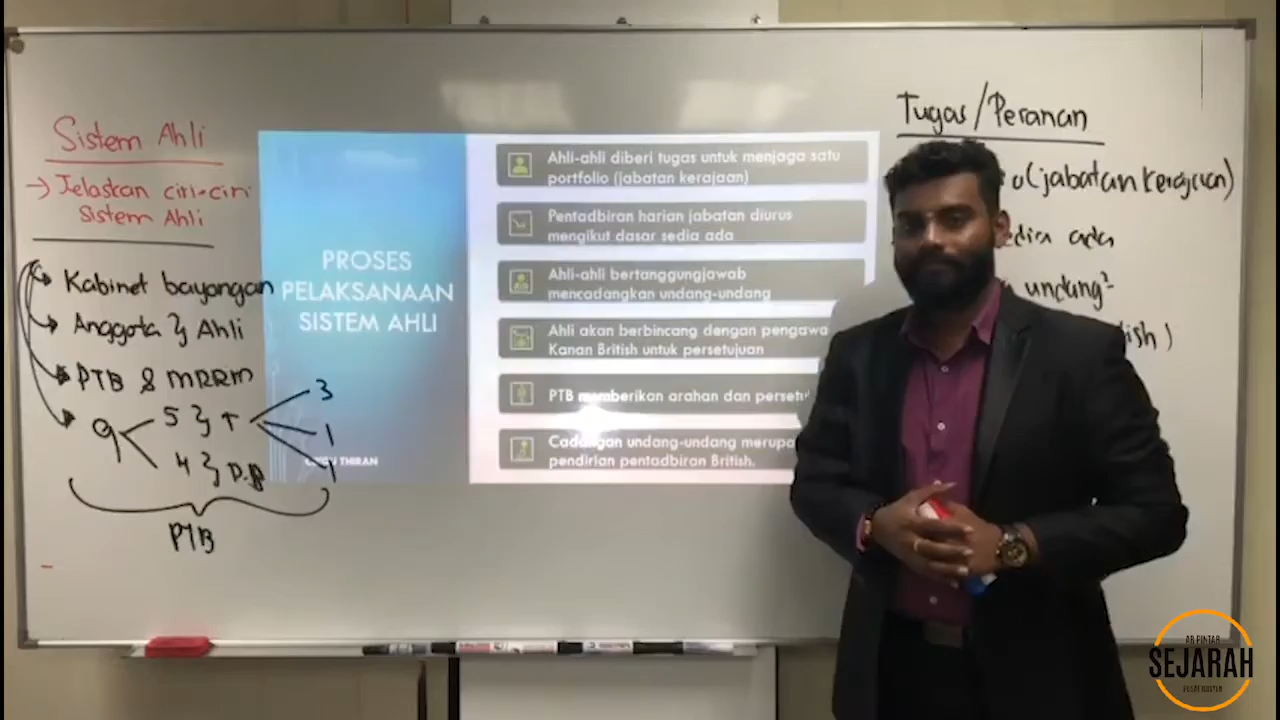 Sistem Ahli
→ Jelaskan ciri-ciri
Sistem Ahli
Kabinet bayangan
Anggota } Ahli
PTB & MRRM
9 < 5 } T < 3
1
1
4 } P.B
PTB
PROSES
PELAKSANAAN
SISTEM AHLI
THIRAN
Ahli-ahli diberi tugas untuk menjaga satu
portfolio (jabatan kerajaan)
Pentadbiran harian jabatan diurus
mengikut dasar sedia ada
Ahli-ahli bertanggungjawab
mencadangkan undang-undang
Ahli akan berbincang dengan pengawa
Kanan British untuk persetujuan
PTB memberikan arahan dan persetu
Cadangan undang-undang merupa
pendirian pentadbiran British.
Tugas/Peranan
o(jabatan kerajaan)
edia ada
undang²
ish)
AR PINTAR
SEJARAH